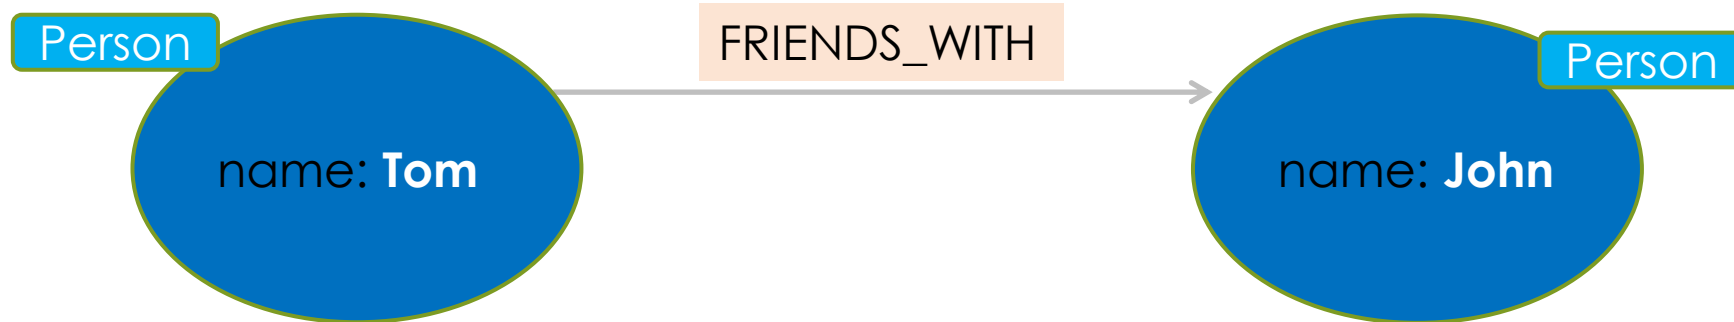 Person
FRIENDS_WITH
Person
name: Tom
name: John